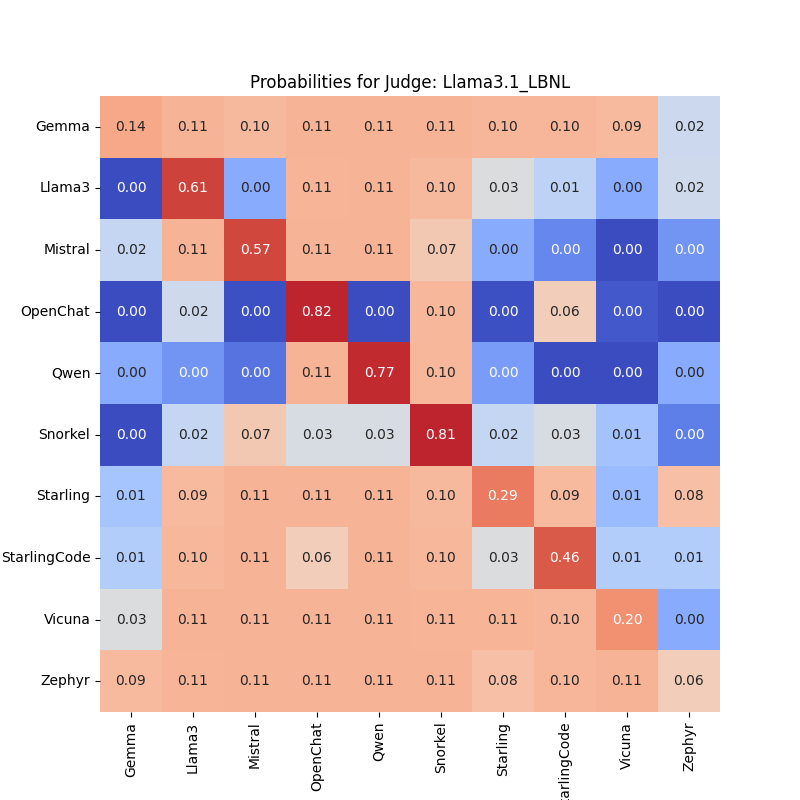 Probabilities for Judge: Llama3.1_LBNL
Gemma 0.14 0.11 0.10 0.11 0.11 0.11 0.10 0.10 0.09 0.02
Llama3 0.00 0.61 0.00 0.11 0.11 0.10 0.03 0.01 0.00 0.02
Mistral 0.02 0.11 0.57 0.11 0.11 0.07 0.00 0.00 0.00 0.00
OpenChat 0.00 0.02 0.00 0.82 0.00 0.10 0.00 0.06 0.00 0.00
Qwen 0.00 0.00 0.00 0.11 0.77 0.10 0.00 0.00 0.00 0.00
Snorkel 0.00 0.02 0.07 0.03 0.03 0.81 0.02 0.03 0.01 0.00
Starling 0.01 0.09 0.11 0.11 0.11 0.10 0.29 0.09 0.01 0.08
StarlingCode 0.01 0.10 0.11 0.06 0.11 0.10 0.03 0.46 0.01 0.01
Vicuna 0.03 0.11 0.11 0.11 0.11 0.11 0.11 0.10 0.20 0.00
Zephyr 0.09 0.11 0.11 0.11 0.11 0.11 0.08 0.10 0.11 0.06
Gemma Llama3 Mistral OpenChat Qwen Snorkel Starling arlingCode Vicuna Zephyr